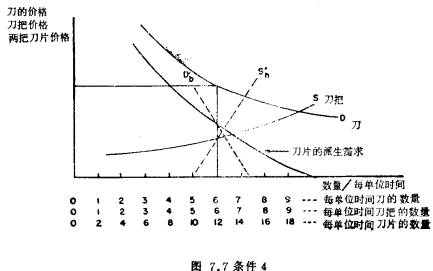 刀的价格
刀把价格
两把刀片价格
D'b
S'h
S 刀把
D
刀
刀片的派生需求
数量/每单位时间
0 1 2 3 4 5 6 7 8 9 — 每单位时间刀的数量
0 1 2 3 4 5 6 7 8 9 — 每单位时间刀把的数量
0 2 4 6 8 10 12 14 16 18 — 每单位时间刀片的数量
图 7.7 条件 4